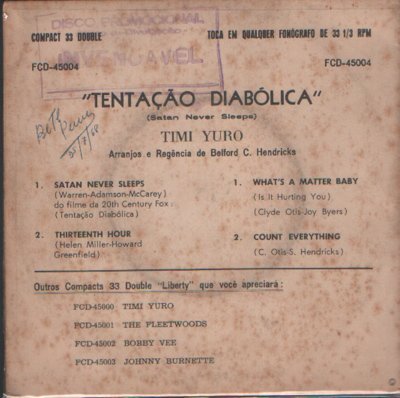 DISCO PROMOCIONAL
COMPACT 33 DOUBLE
TOCA EM QUALQUER FONÓGRAFO DE 33 1/3 RPM
FCD-45004
FCD-45004
"TENTAÇÃO DIABÓLICA"
(Satan Never Sleeps)
TIMI YURO
Arranjos e Regência de Belford C. Hendricks
1. SATAN NEVER SLEEPS
(Warren-Adamson-McCarey)
do filme da 20th Century Fox:
(Tentação Diabólica)
2. THIRTEENTH HOUR
(Helen Miller-Howard
Greenfield)
1. WHAT'S A MATTER BABY
(Is It Hurting You)
(Clyde Otis-Joy Byers)
2. COUNT EVERYTHING
(C. Otis-S. Hendricks)
Outros Compacts 33 Double "Liberty" que você apreciará:
FCD-45000 TIMI YURO
FCD-45001 THE FLEETWOODS
FCD-45002 BOBBY VEE
FCD-45003 JOHNNY BURNETTE